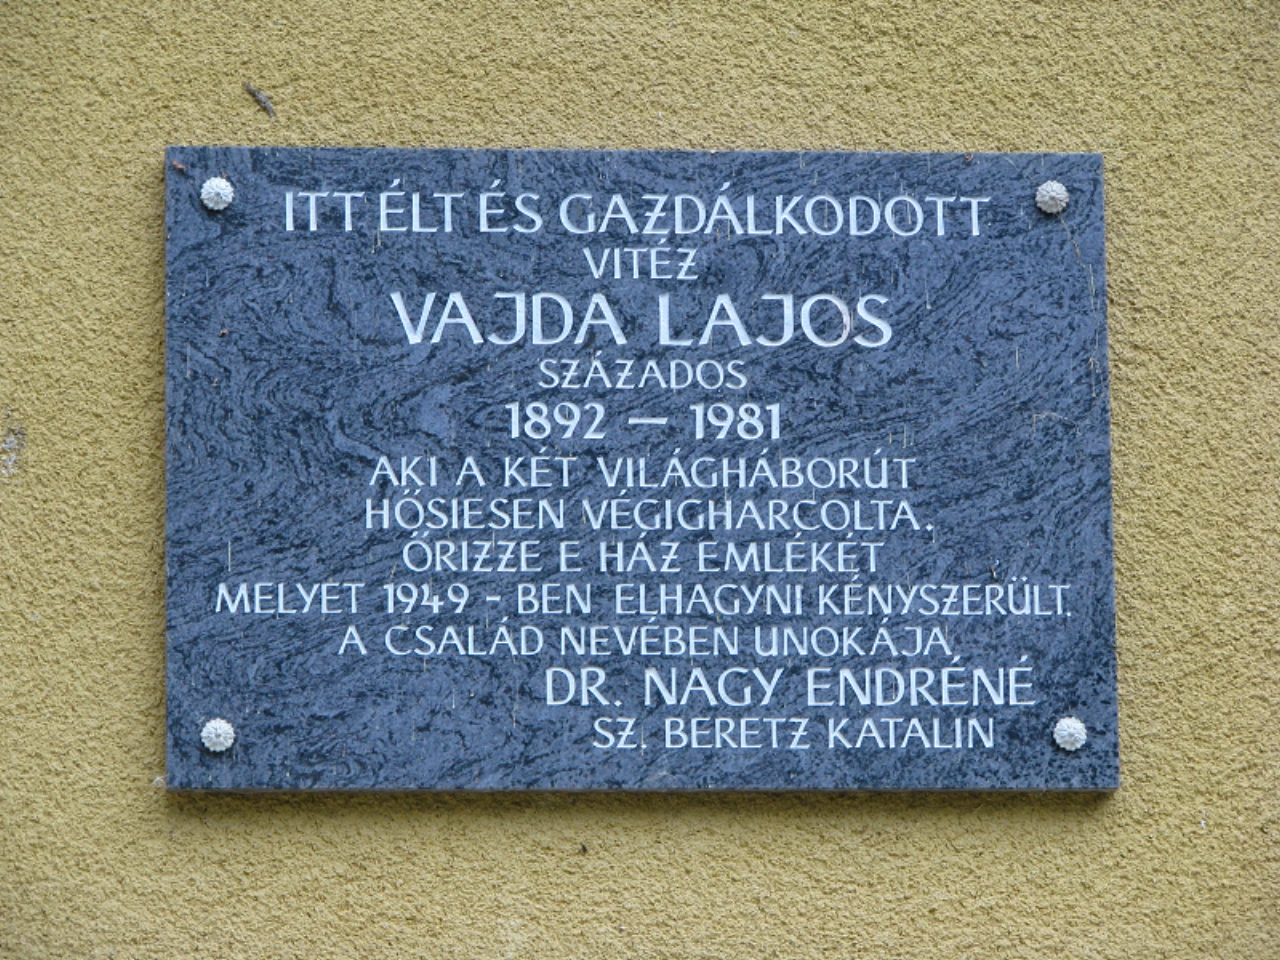 ITT ÉLT ÉS GAZDÁLKODOTT
VITÉZ
VAJDA LAJOS
SZÁZADOS
1892 – 1981
AKI A KÉT VILÁGHÁBORÚT
HŐSIESEN VÉGIGHARCOLTA.
ŐRIZZE E HÁZ EMLÉKÉT
MELYET 1949 - BEN ELHAGYNI KÉNYSZERÜLT.
A CSALÁD NEVÉBEN UNOKÁJA
DR. NAGY ENDRÉNÉ
SZ. BERETZ KATALIN